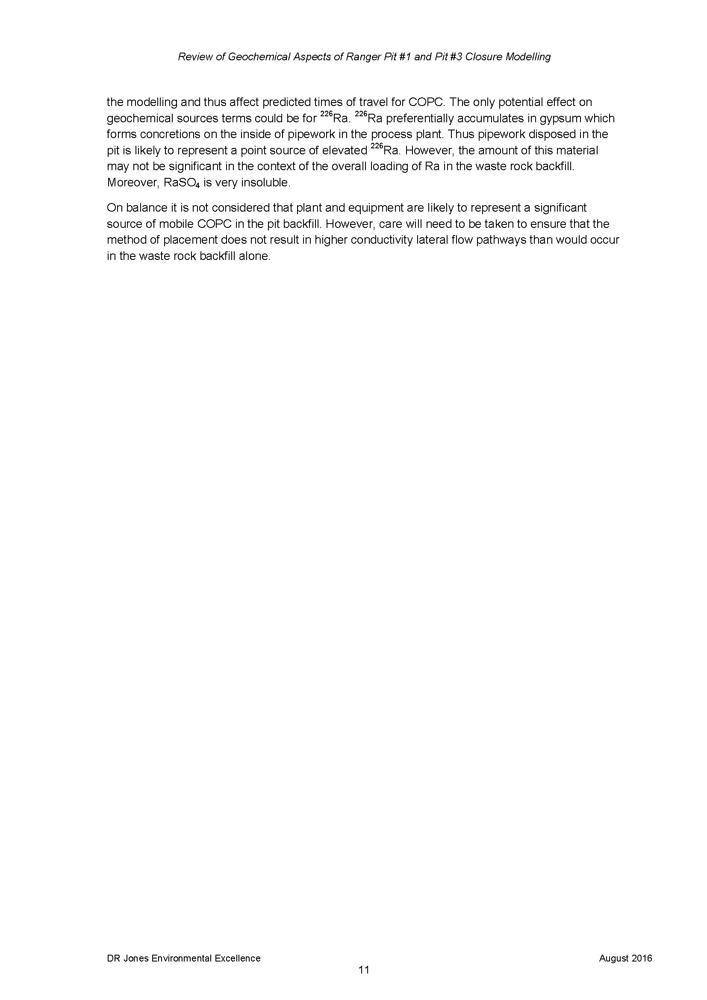 Review of Geochemical Aspects of Ranger Pit #1 and Pit #3 Closure Modelling
the modelling and thus affect predicted times of travel for COPC. The only potential effect on
geochemical sources terms could be for ²²⁶Ra. ²²⁶Ra preferentially accumulates in gypsum which
forms concretions on the inside of pipework in the process plant. Thus pipework disposed in the
pit is likely to represent a point source of elevated ²²⁶Ra. However, the amount of this material
may not be significant in the context of the overall loading of Ra in the waste rock backfill.
Moreover, RaSO₄ is very insoluble.
On balance it is not considered that plant and equipment are likely to represent a significant
source of mobile COPC in the pit backfill. However, care will need to be taken to ensure that the
method of placement does not result in higher conductivity lateral flow pathways than would occur
in the waste rock backfill alone.
DR Jones Environmental Excellence August 2016
11